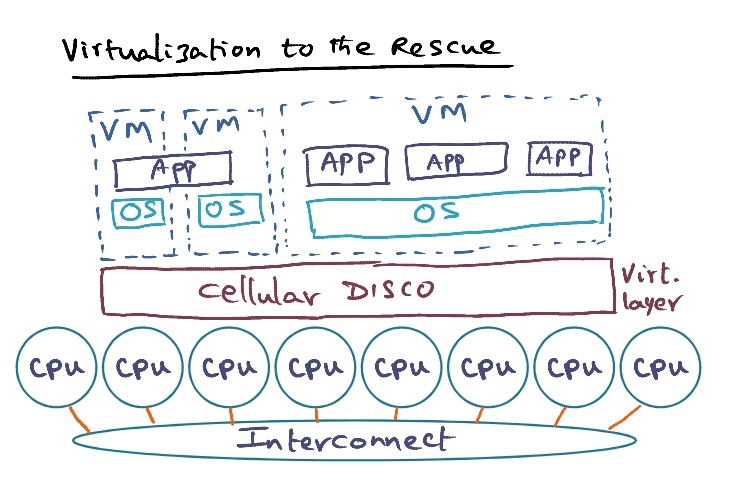 Virtualization to the Rescue
VM VM VM
App APP App App
OS OS OS
Cellular DISCO
Virt.
layer
CPU CPU CPU CPU CPU CPU CPU CPU
Interconnect